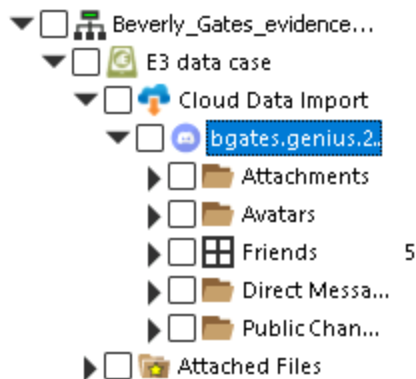 Beverly_Gates_evidence...
E3 data case
Cloud Data Import
bgates.genius.2..
Attachments
Avatars
Friends 5
Direct Messa...
Public Chan...
Attached Files